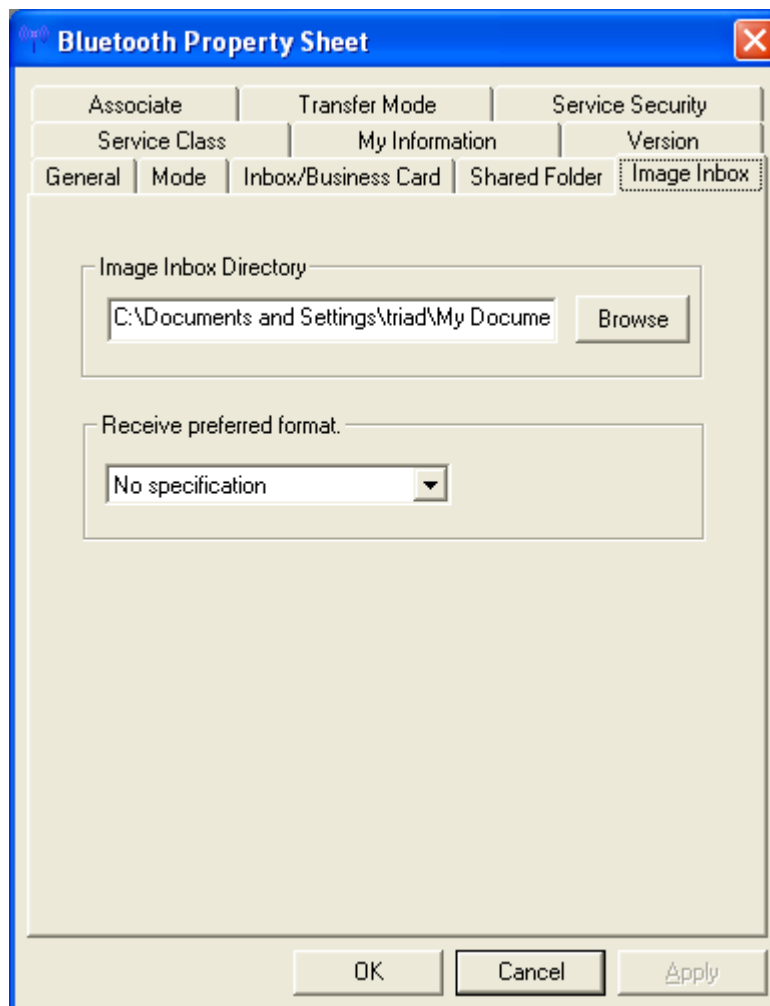 Bluetooth Property Sheet
Associate Transfer Mode Service Security
Service Class My Information Version
General Mode Inbox/Business Card Shared Folder Image Inbox
Image Inbox Directory
C:\Documents and Settings\triad\My Docume Browse
Receive preferred format.
No specification
OK Cancel Apply